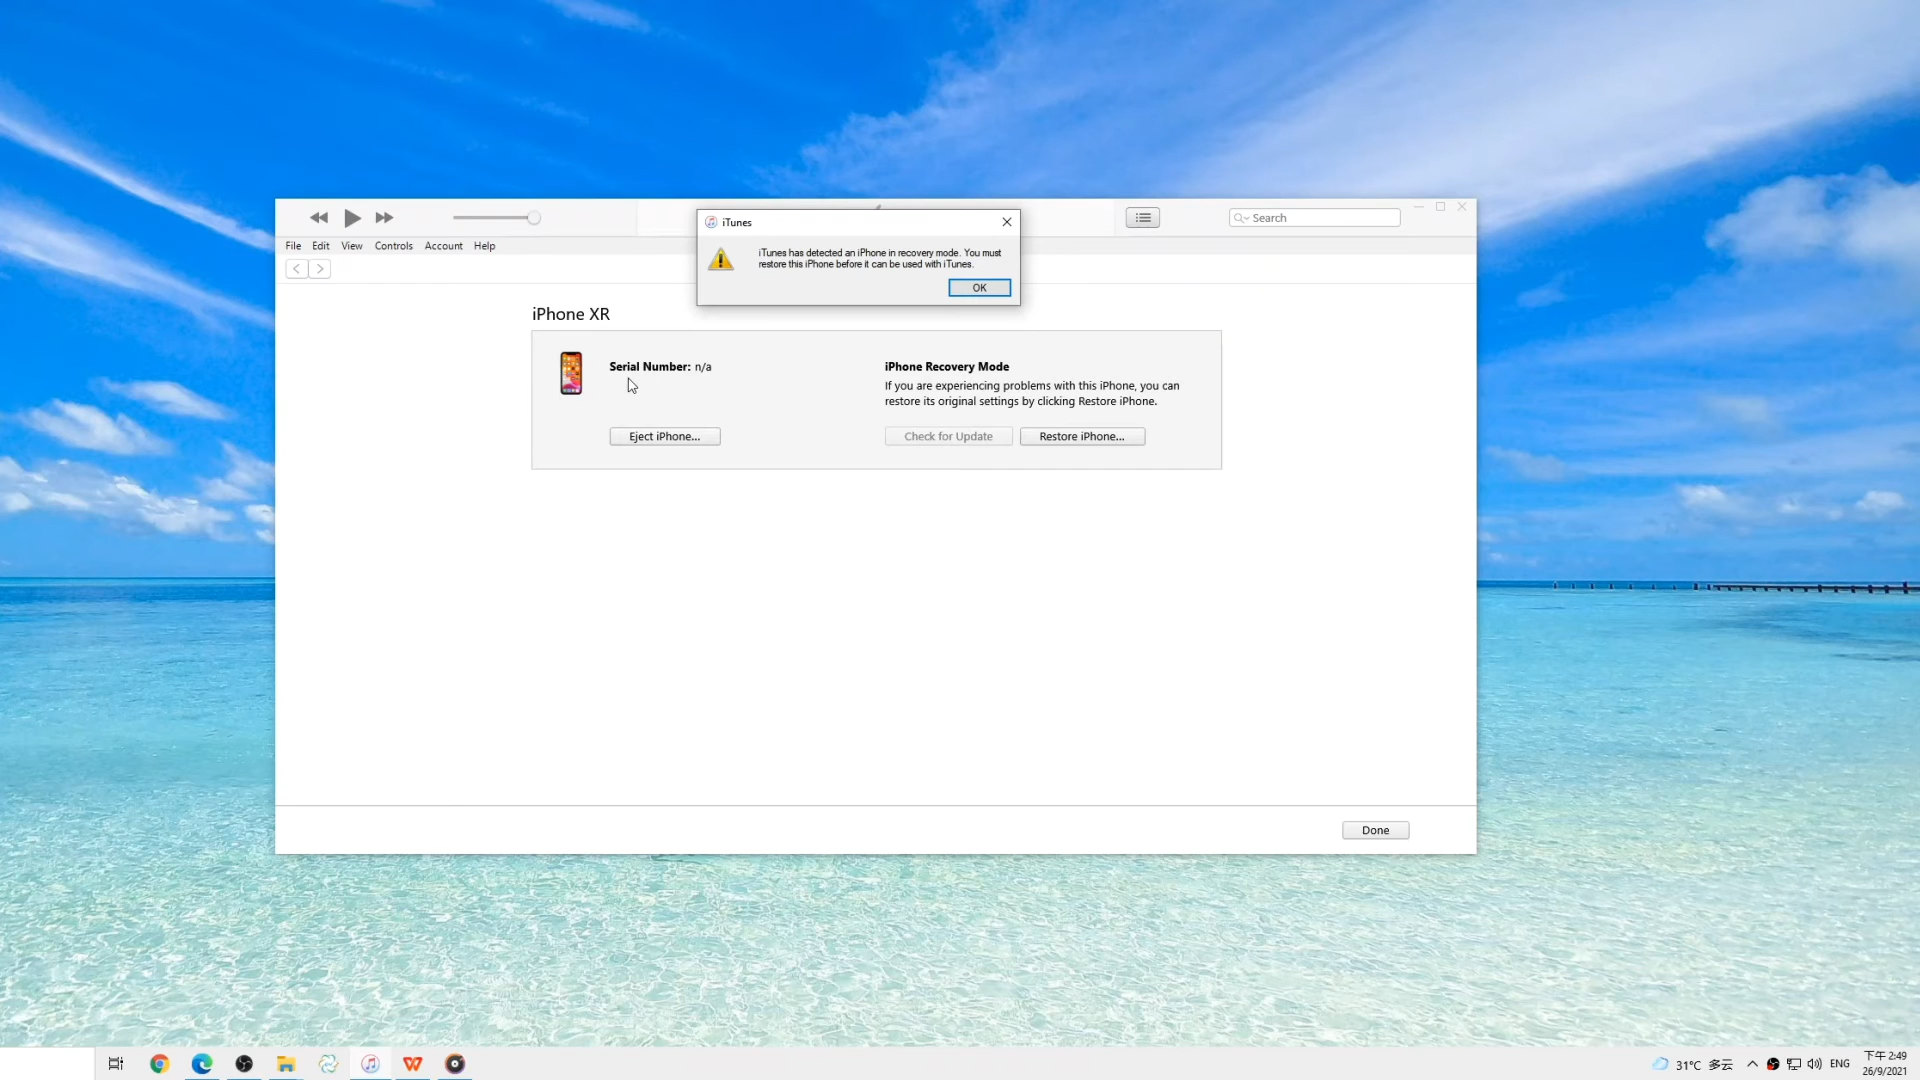 Search
iTunes
iTunes has detected an iPhone in recovery mode. You must
restore this iPhone before it can be used with iTunes.
OK
File Edit View Controls Account Help
iPhone XR
Serial Number: n/a
Eject iPhone...
iPhone Recovery Mode
If you are experiencing problems with this iPhone, you can
restore its original settings by clicking Restore iPhone.
Check for Update
Restore iPhone...
Done
31°C 多云
ENG
下午 2:49
26/9/2021